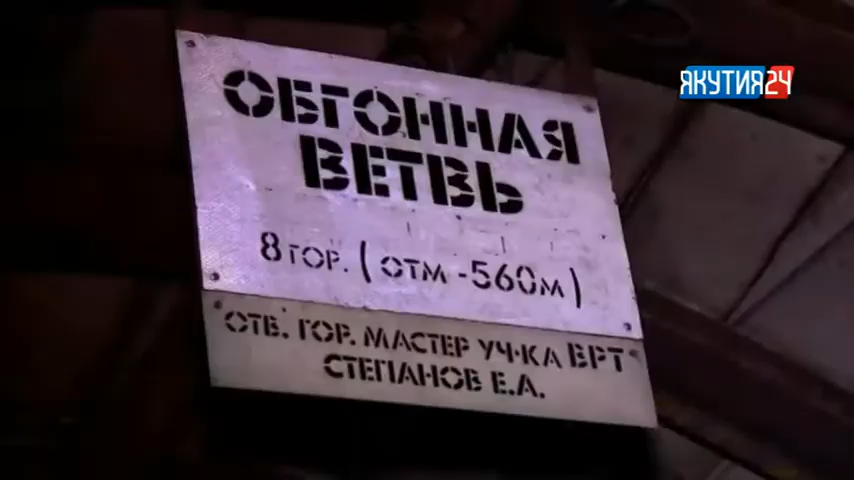 ЯКУТИЯ24
ОБГОННАЯ
ВЕТВЬ
8 ГОР. (ОТМ -560М)
ОТВ. ГОР. МАСТЕР УЧ-КА ВРТ
СТЕПАНОВ Е.А.